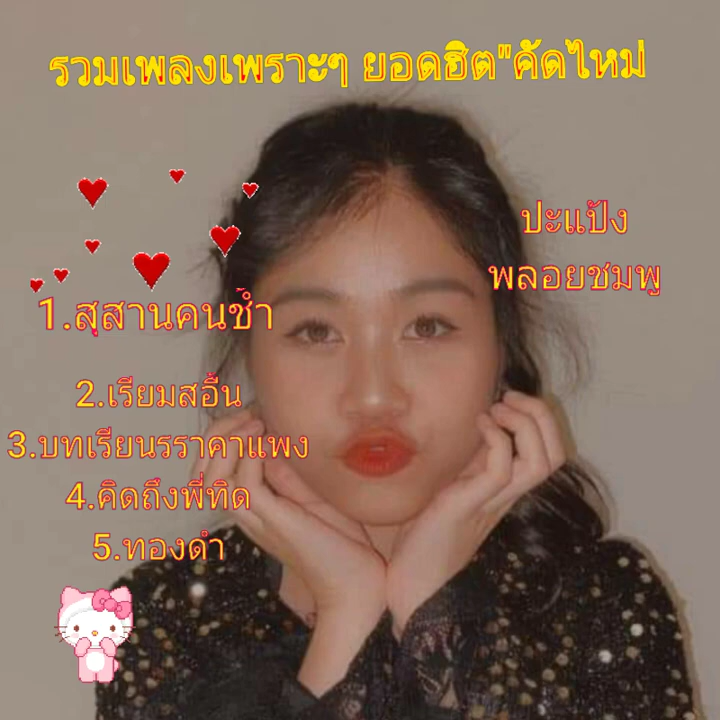 รวมเพลงเพราะๆ ยอดฮิต"คัดใหม่
ปะแป้ง
พลอยชมพู
1.สุสานคนช้ำ
2.เรียมสอื้น
3.บทเรียนรราคาแพง
4.คิดถึงพี่ทิด
5.ทองดำ